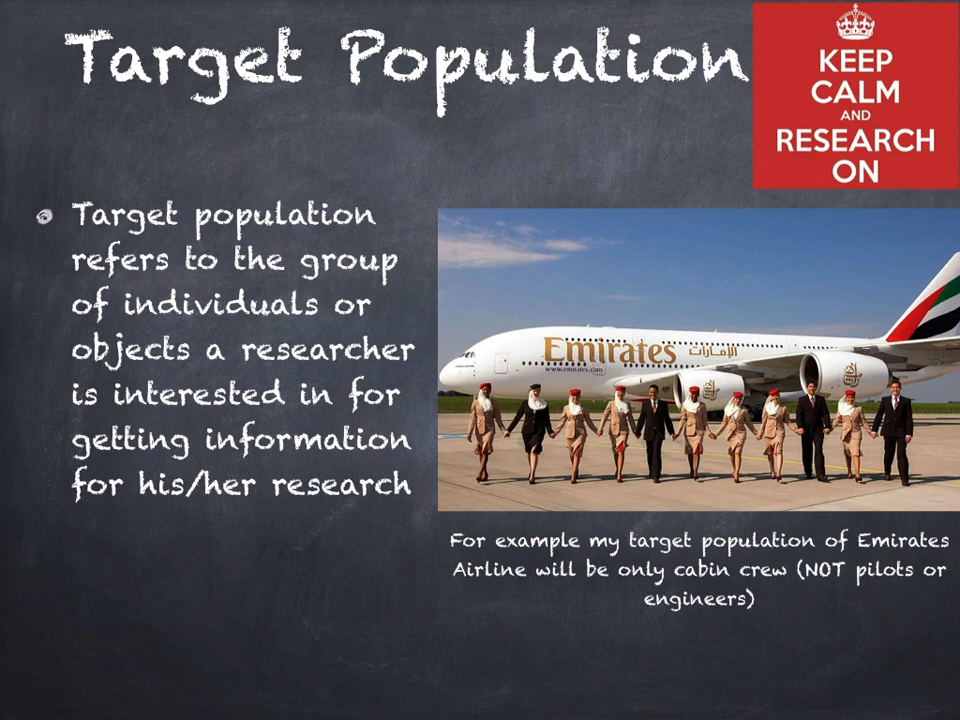 Target Population
KEEP
CALM
AND
RESEARCH
ON
Target population
refers to the group
of individuals or
objects a researcher
is interested in for
getting information
for his/her research
Emirates الإمارات
www.emirates.com
For example my target population of Emirates
Airline will be only cabin crew (NOT pilots or
engineers)